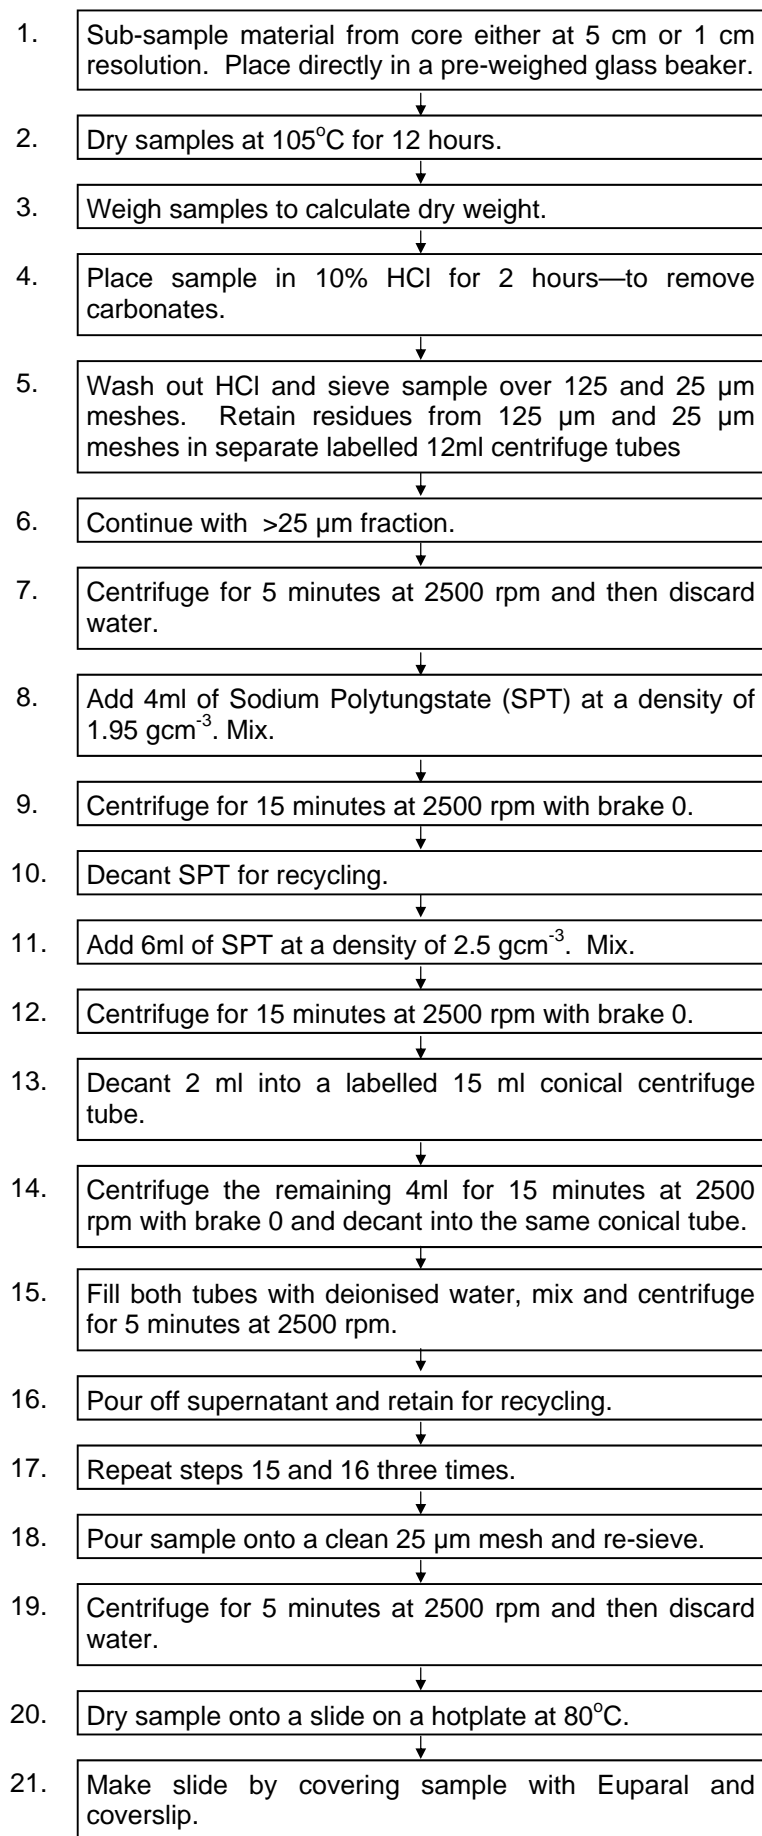 1. Sub-sample material from core either at 5 cm or 1 cm
resolution.  Place directly in a pre-weighed glass beaker.
2. Dry samples at 105°C for 12 hours.
3. Weigh samples to calculate dry weight.
4. Place sample in 10% HCl for 2 hours—to remove
carbonates.
5. Wash out HCl and sieve sample over 125 and 25 µm
meshes.  Retain residues from 125 µm and 25 µm
meshes in separate labelled 12ml centrifuge tubes
6. Continue with  >25 µm fraction.
7. Centrifuge for 5 minutes at 2500 rpm and then discard
water.
8. Add 4ml of Sodium Polytungstate (SPT) at a density of
1.95 gcm⁻³. Mix.
9. Centrifuge for 15 minutes at 2500 rpm with brake 0.
10. Decant SPT for recycling.
11. Add 6ml of SPT at a density of 2.5 gcm⁻³.  Mix.
12. Centrifuge for 15 minutes at 2500 rpm with brake 0.
13. Decant 2 ml into a labelled 15 ml conical centrifuge
tube.
14. Centrifuge the remaining 4ml for 15 minutes at 2500
rpm with brake 0 and decant into the same conical tube.
15. Fill both tubes with deionised water, mix and centrifuge
for 5 minutes at 2500 rpm.
16. Pour off supernatant and retain for recycling.
17. Repeat steps 15 and 16 three times.
18. Pour sample onto a clean 25 µm mesh and re-sieve.
19. Centrifuge for 5 minutes at 2500 rpm and then discard
water.
20. Dry sample onto a slide on a hotplate at 80°C.
21. Make slide by covering sample with Euparal and
coverslip.